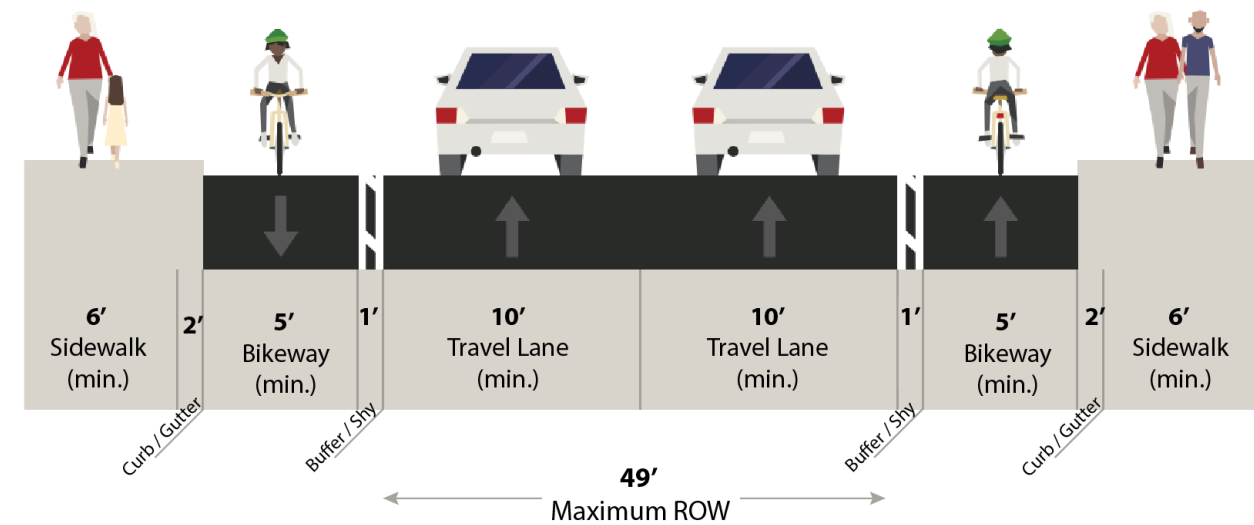 6’
Sidewalk
(min.)
2’
Curb / Gutter
5’
Bikeway
(min.)
1’
Buffer / Shy
10’
Travel Lane
(min.)
10’
Travel Lane
(min.)
1’
Buffer / Shy
5’
Bikeway
(min.)
2’
Curb / Gutter
6’
Sidewalk
(min.)
49’
Maximum ROW